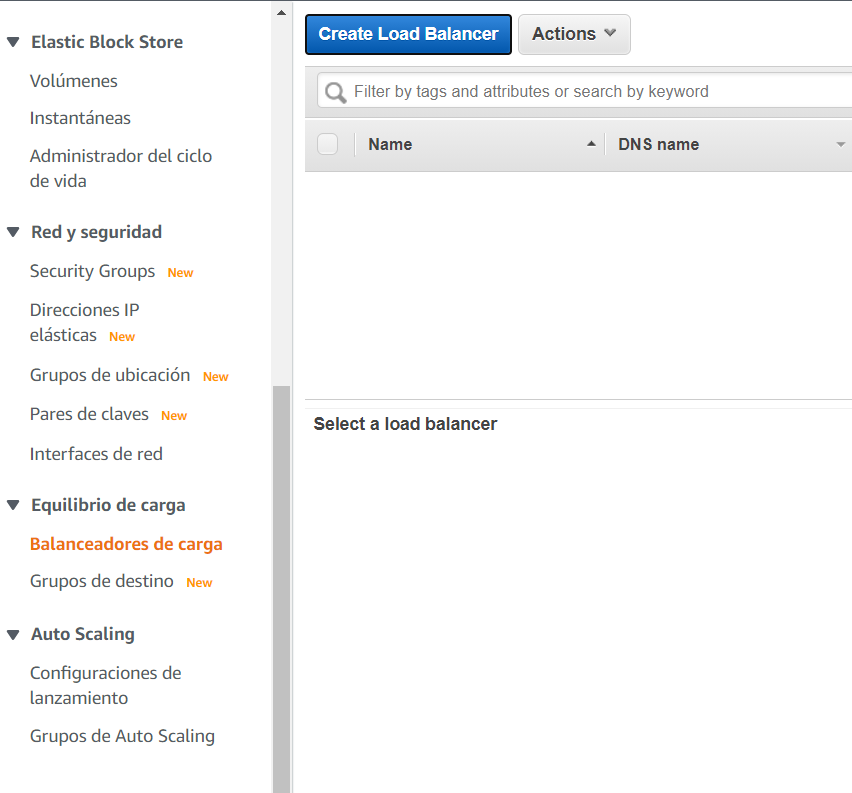 Elastic Block Store
Volúmenes
Instantáneas
Administrador del ciclo
de vida
Red y seguridad
Security Groups New
Direcciones IP
elásticas New
Grupos de ubicación New
Pares de claves New
Interfaces de red
Equilibrio de carga
Balanceadores de carga
Grupos de destino New
Auto Scaling
Configuraciones de
lanzamiento
Grupos de Auto Scaling
Create Load Balancer Actions
Filter by tags and attributes or search by keyword
Name DNS name
Select a load balancer